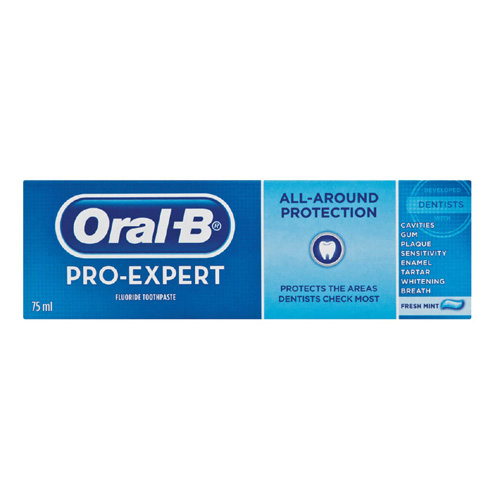 Oral-B®
PRO-EXPERT
FLUORIDE TOOTHPASTE
75 ml
ALL-AROUND
PROTECTION
PROTECTS THE AREAS
DENTISTS CHECK MOST
DEVELOPED
DENTISTS
WITH
CAVITIES
GUM
PLAQUE
SENSITIVITY
ENAMEL
TARTAR
WHITENING
BREATH
FRESH MINT